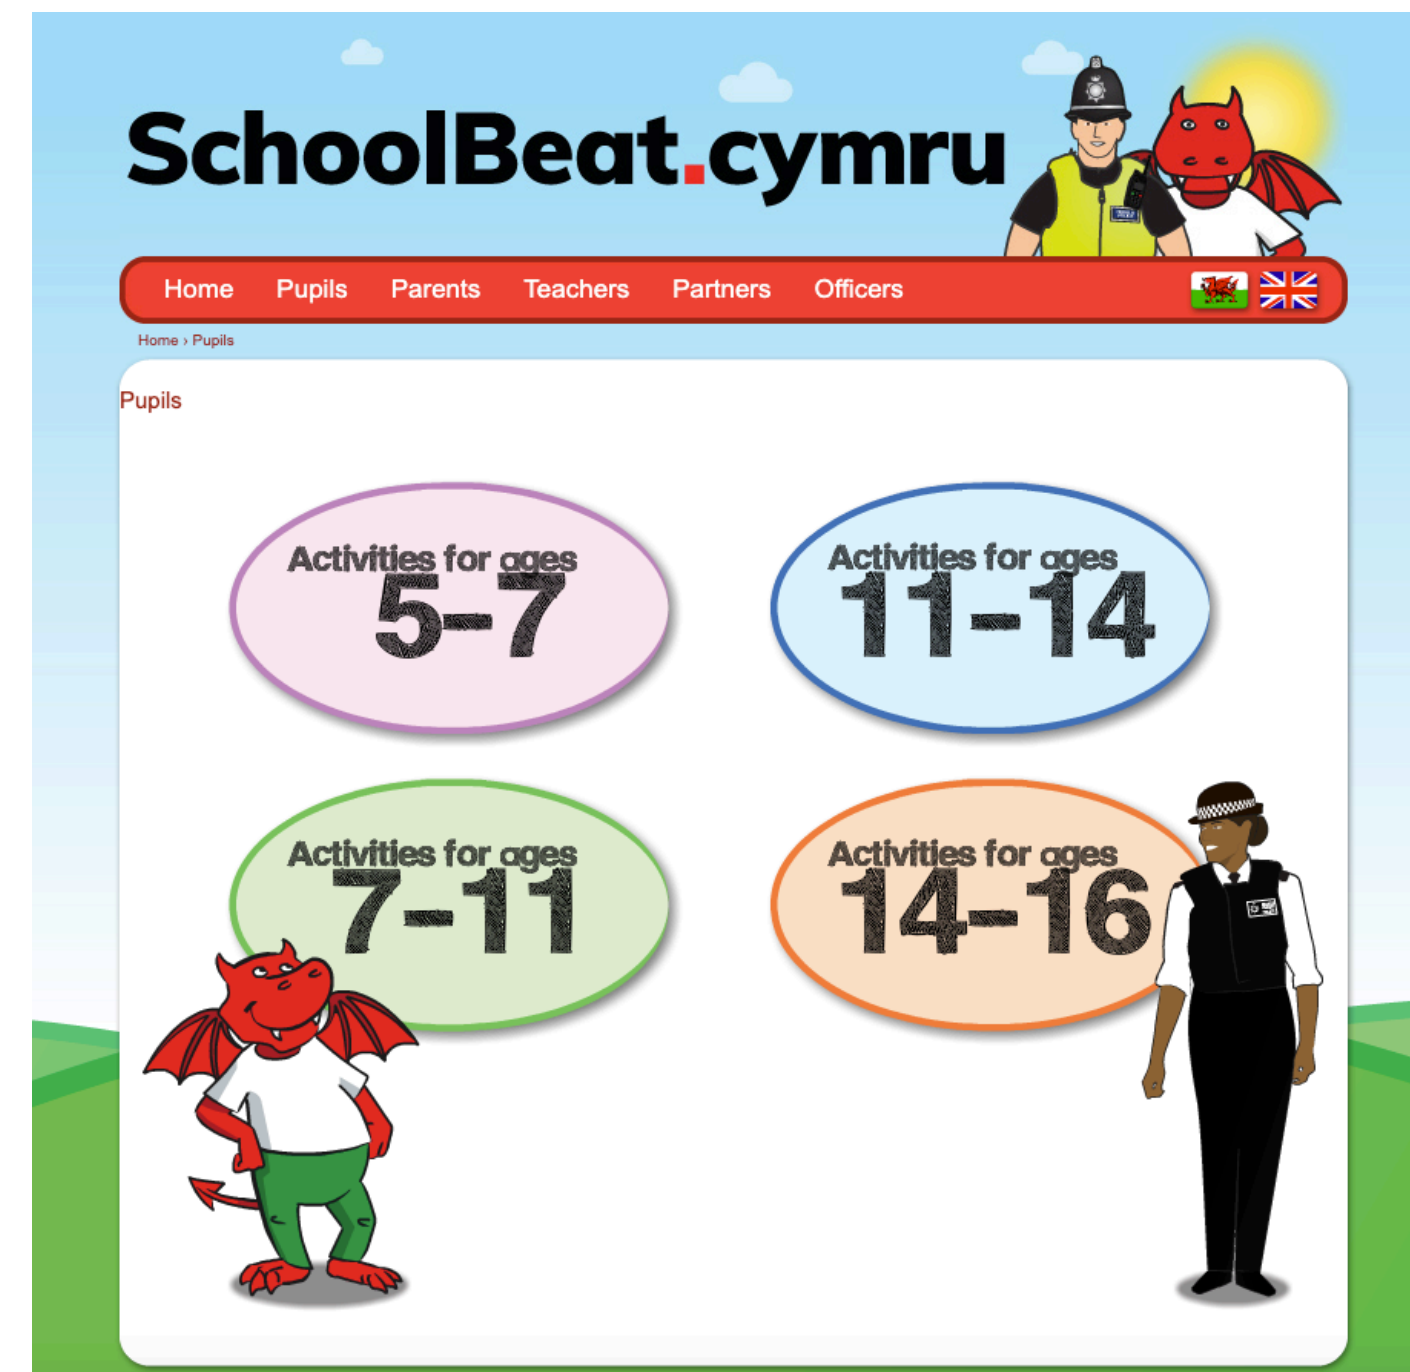 SchoolBeat.cymru
Home Pupils Parents Teachers Partners Officers
Home › Pupils
Pupils
Activities for ages
5-7
Activities for ages
11-14
Activities for ages
7-11
Activities for ages
14-16